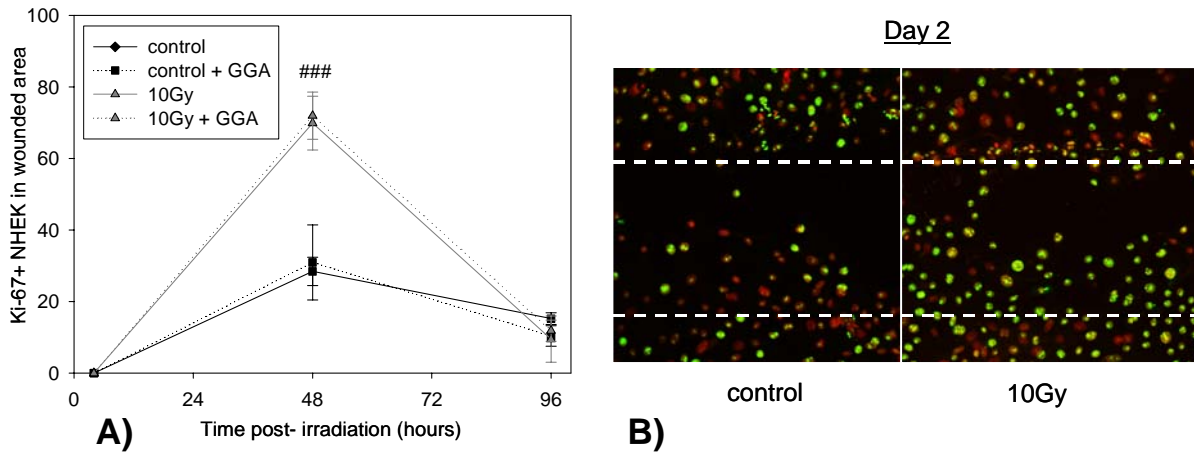 100
80
60
40
20
0
Ki-67+ NHEK in wounded area
control
control + GGA
10Gy
10Gy + GGA
###
0 24 48 72 96
Time post- irradiation (hours)
A)
Day 2
control 10Gy
B)